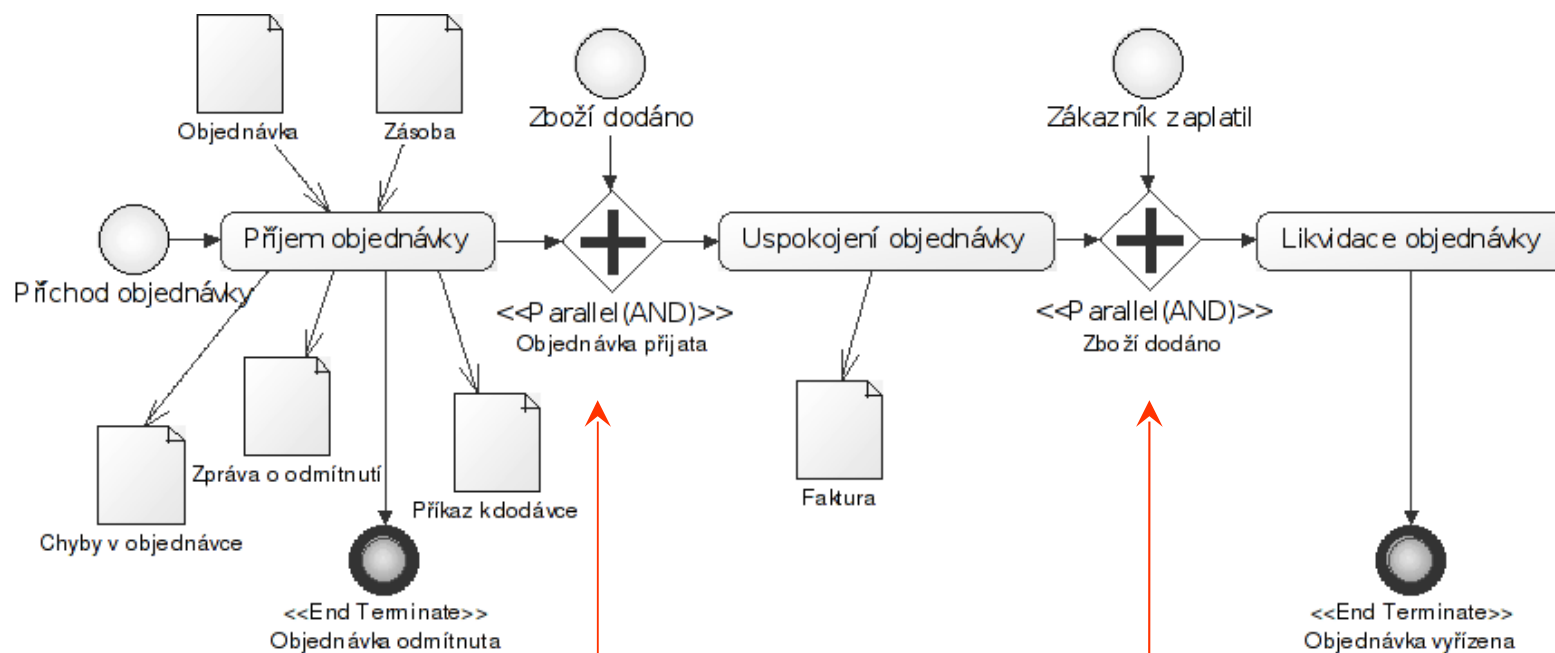 Objednávka
Zásoba
Zboží dodáno
Zákazník zaplatil
Příjem objednávky
Uspokojení objednávky
Likvidace objednávky
Příchod objednávky
<<Parallel(AND)>>
Objednávka přijata
<<Parallel(AND)>>
Zboží dodáno
Zpráva o odmítnutí
Příkaz k dodávce
Faktura
Chyby v objednávce
<<End Terminate>>
Objednávka odmítnuta
<<End Terminate>>
Objednávka vyřízena